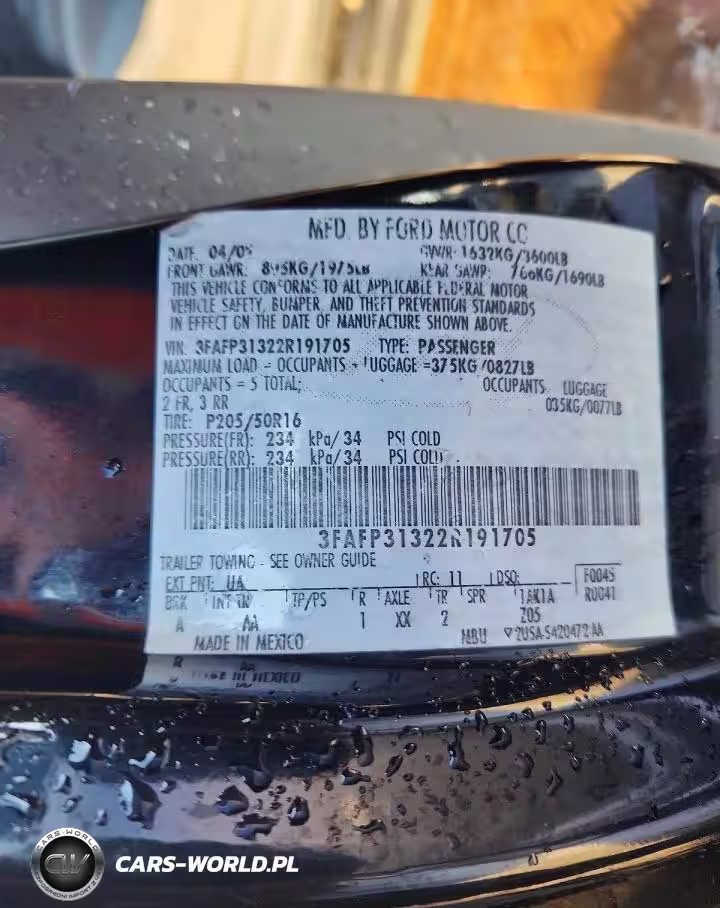 MFD. BY FORD MOTOR CO
DATE: 04/0 GVWR: 1632KG/3600LB
FRONT GAWR: 895KG/1975LB REAR GAWR: 766KG/1690LB
THIS VEHICLE CONFORMS TO ALL APPLICABLE FEDERAL MOTOR
VEHICLE SAFETY, BUMPER, AND THEFT PREVENTION STANDARDS
IN EFFECT ON THE DATE OF MANUFACTURE SHOWN ABOVE.
VIN: 3FAFP31322R191705 TYPE: PASSENGER
MAXIMUM LOAD = OCCUPANTS + LUGGAGE =375KG/0827LB
OCCUPANTS = 5 TOTAL; OCCUPANTS LUGGAGE
2 FR, 3 RR 035KG/0077LB
TIRE: P205/50R16
PRESSURE(FR): 234 kPa/34 PSI COLD
PRESSURE(RR): 234 kPa/34 PSI COLD
3FAFP31322R191705
TRAILER TOWING - SEE OWNER GUIDE
EXT PNT: UA RC: 11 DSO: F0045
BRK INT TR TP/PS R AXLE TR SPR 1AK1A R0041
A AA 1 XX 2 Z05
MADE IN MEXICO NBU ▽2USA-5420472-AA
CARS-WORLD
CW
CARS-WORLD.PL